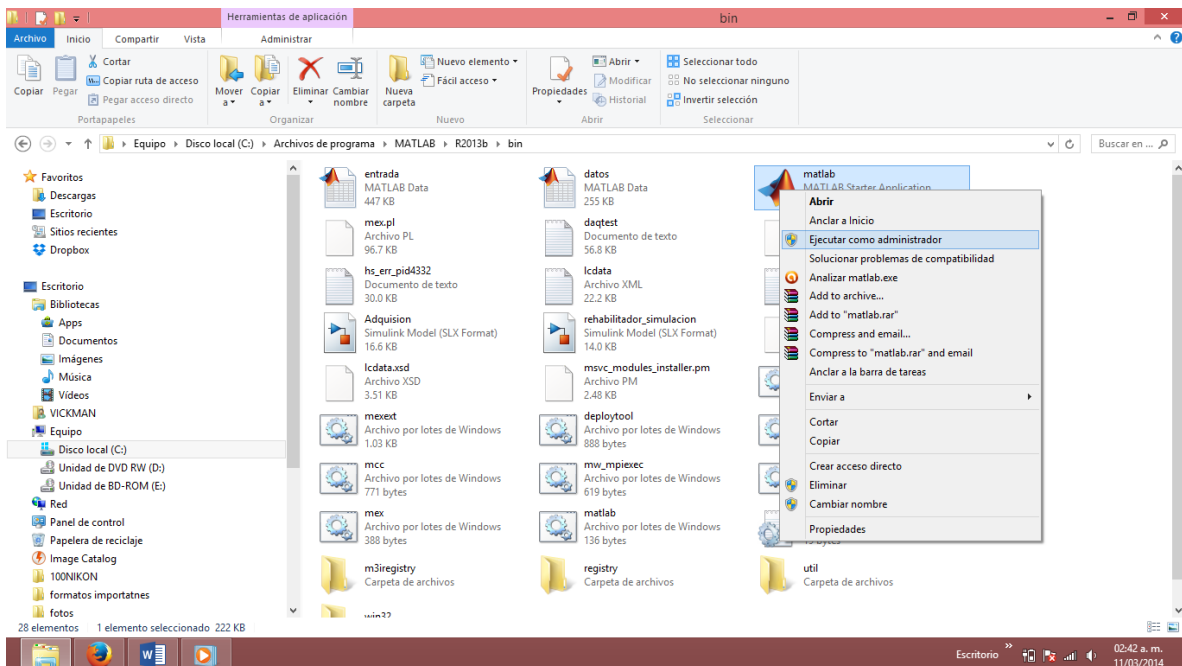 Herramientas de aplicación
bin
Archivo Inicio Compartir Vista Administrar
Copiar
Pegar
Cortar
Copiar ruta de acceso
Pegar acceso directo
Portapapeles
Mover a
Copiar a
Eliminar
Cambiar nombre
Organizar
Nueva carpeta
Nuevo elemento
Fácil acceso
Nuevo
Propiedades
Abrir
Modificar
Historial
Abrir
Seleccionar todo
No seleccionar ninguno
Invertir selección
Seleccionar
Equipo Disco local (C:) Archivos de programa MATLAB R2013b bin
Buscar en ...
Favoritos
Descargas
Escritorio
Sitios recientes
Dropbox
Escritorio
Bibliotecas
Apps
Documentos
Imágenes
Música
Vídeos
VICKMAN
Equipo
Disco local (C:)
Unidad de DVD RW (D:)
Unidad de BD-ROM (E:)
Red
Panel de control
Papelera de reciclaje
Image Catalog
100NIKON
formatos importatnes
fotos
entrada
MATLAB Data
447 KB
datos
MATLAB Data
255 KB
matlab
MATLAB Starter Application
mex.pl
Archivo PL
96.7 KB
daqtest
Documento de texto
56.8 KB
hs_err_pid4332
Documento de texto
30.0 KB
lcdata
Archivo XML
22.2 KB
Adquision
Simulink Model (SLX Format)
16.6 KB
rehabilitador_simulacion
Simulink Model (SLX Format)
14.0 KB
lcdata.xsd
Archivo XSD
3.51 KB
msvc_modules_installer.pm
Archivo PM
2.48 KB
mexext
Archivo por lotes de Windows
1.03 KB
deploytool
Archivo por lotes de Windows
888 bytes
mcc
Archivo por lotes de Windows
771 bytes
mw_mpiexec
Archivo por lotes de Windows
619 bytes
mex
Archivo por lotes de Windows
388 bytes
matlab
Archivo por lotes de Windows
136 bytes
m3iregistry
Carpeta de archivos
registry
Carpeta de archivos
util
Carpeta de archivos
win32
Abrir
Anclar a Inicio
Ejecutar como administrador
Solucionar problemas de compatibilidad
Analizar matlab.exe
Add to archive...
Add to "matlab.rar"
Compress and email...
Compress to "matlab.rar" and email
Anclar a la barra de tareas
Enviar a
Cortar
Copiar
Crear acceso directo
Eliminar
Cambiar nombre
Propiedades
28 elementos 1 elemento seleccionado 222 KB
Escritorio
02:42 a. m.
11/03/2014